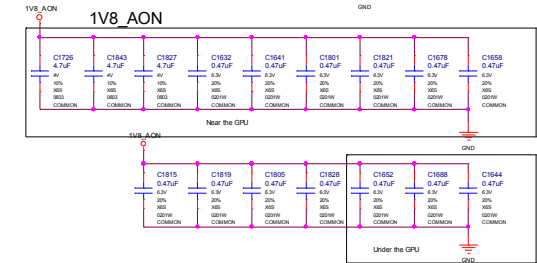 1V8_AON
GND
1V8_AON
C1726 C1843 C1827 C1632 C1641 C1801 C1821 C1678 C1658
4.7uF 4.7uF 4.7uF 0.47uF 0.47uF 0.47uF 0.47uF 0.47uF 0.47uF
4V 4V 4V 6.3V 6.3V 6.3V 6.3V 6.3V 6.3V
10% 10% 10% 20% 20% 20% 20% 20% 20%
X6S X6S X6S X6S X6S X6S X6S X6S X6S
0603 0603 0603 0201W 0201W 0201W 0201W 0201W 0201W
COMMON COMMON COMMON COMMON COMMON COMMON COMMON COMMON COMMON
Near the GPU
1V8_AON
GND
C1815 C1819 C1805 C1828 C1652 C1688 C1644
0.47uF 0.47uF 0.47uF 0.47uF 0.47uF 0.47uF 0.47uF
6.3V 6.3V 6.3V 6.3V 6.3V 6.3V 6.3V
20% 20% 20% 20% 20% 20% 20%
X6S X6S X6S X6S X6S X6S X6S
0201W 0201W 0201W 0201W 0201W 0201W 0201W
COMMON COMMON COMMON COMMON COMMON COMMON COMMON
Under the GPU
GND